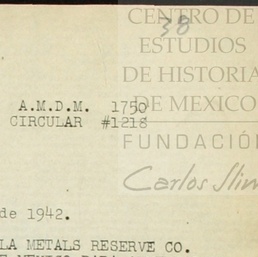 CENTRO DE
38
ESTUDIOS
DE HISTORIA
A.M.D.M. 1750
DE MEXICO
CIRCULAR #1218
FUNDACIÓN
Carlos Slim
de 1942.
LA METALS RESERVE CO.